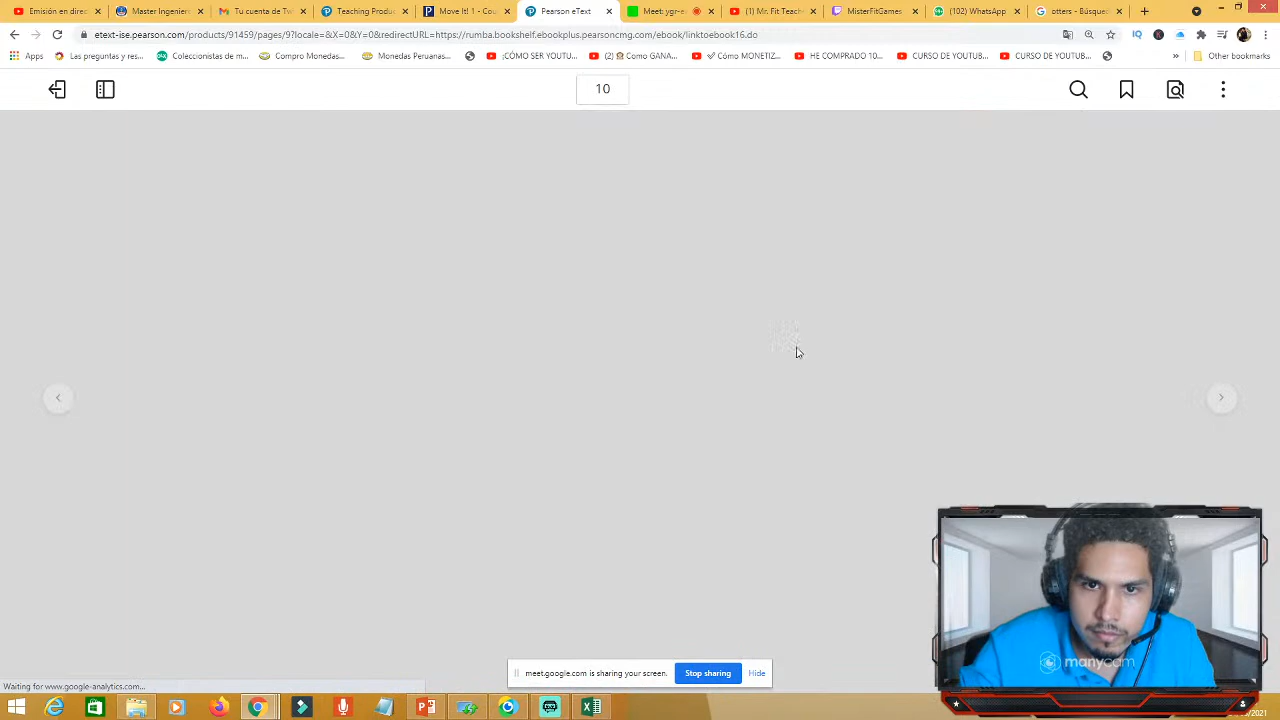 Emisión en direc
Master Ingenier
Tu cuenta de Tw
Teaching Produc
Move It! 1 - Cou
Pearson eText
Meet: ygr-e
(1) Mr. Fit Teach
MisterFitGames
(102) WhatsApp
otters - Búsque
etext-ise.pearson.com/products/91459/pages/9?locale=&X=0&Y=0&redirectURL=https://rumba.bookshelf.ebookplus.pearsoncmg.com/ebook/linktoebook16.do
Apps
Las preguntas y res...
Coleccionistas de m...
Compro Monedas...
Monedas Peruanas...
¡CÓMO SER YOUTU...
(2) Como GANA...
Cómo MONETIZ...
HE COMPRADO 10...
CURSO DE YOUTUB...
CURSO DE YOUTUB...
Other bookmarks
10
manycam
meet.google.com is sharing your screen.
Stop sharing
Hide
Waiting for www.google-analytics.com...
/2021